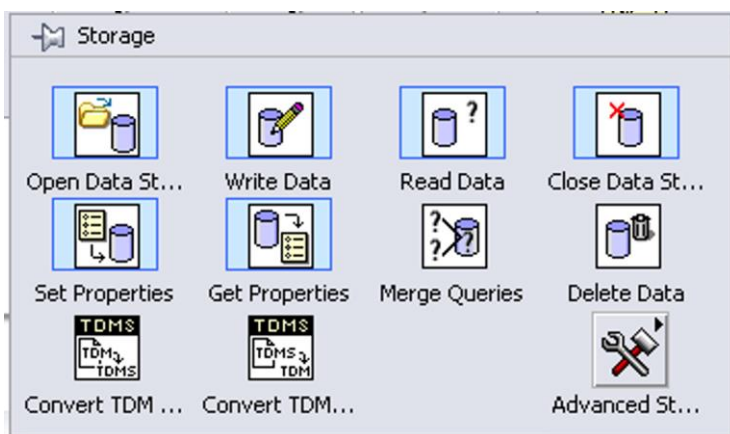 Storage
Open Data St...
Write Data
?
Read Data
Close Data St...
Set Properties
Get Properties
?
?
?
Merge Queries
Delete Data
TDMS
TDM
TDMS
Convert TDM ...
TDMS
TDMS
TDM
Convert TDM...
Advanced St...